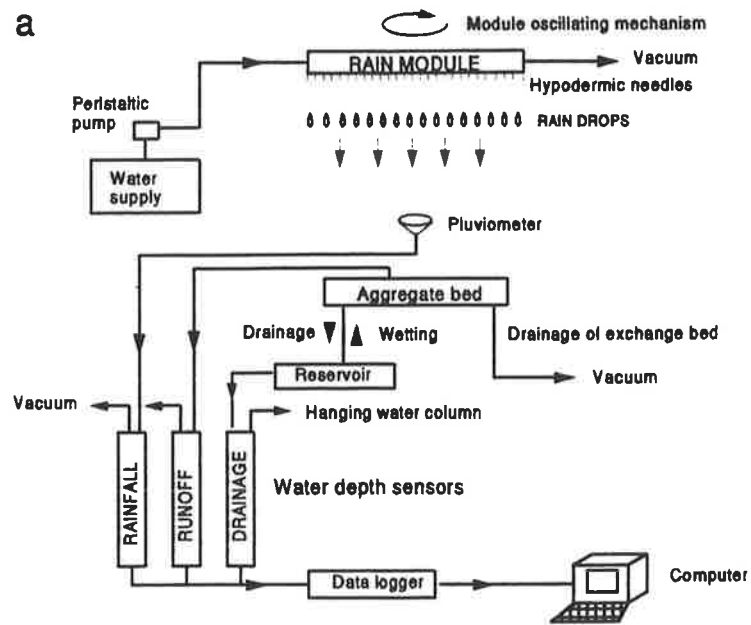 a
Module oscillating mechanism
RAIN MODULE
Vacuum
Hypodermic needles
Peristaltic
pump
RAIN DROPS
Water
supply
Pluviometer
Aggregate bed
Drainage
Wetting
Drainage of exchange bed
Reservoir
Vacuum
Vacuum
Hanging water column
RAINFALL
RUNOFF
DRAINAGE
Water depth sensors
Data logger
Computer